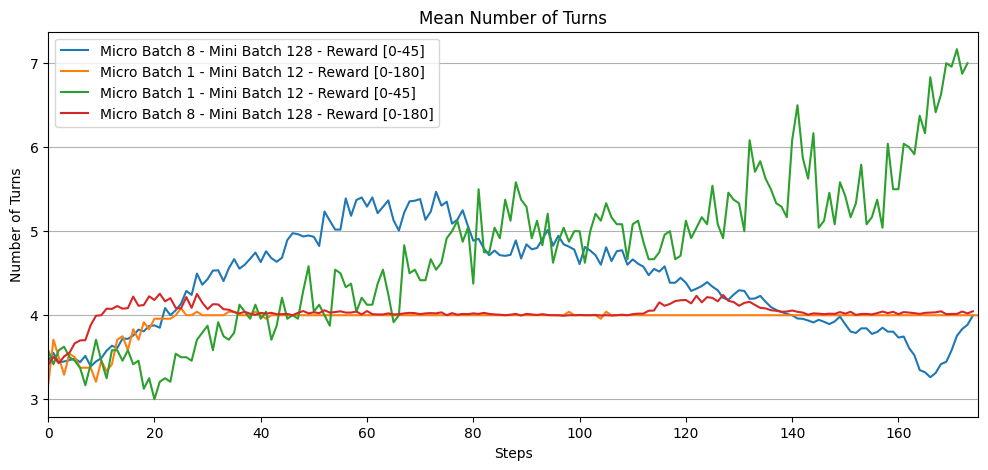 Mean Number of Turns
Micro Batch 8 - Mini Batch 128 - Reward [0-45]
Micro Batch 1 - Mini Batch 12 - Reward [0-180]
Micro Batch 1 - Mini Batch 12 - Reward [0-45]
Micro Batch 8 - Mini Batch 128 - Reward [0-180]
Number of Turns
7
6
5
4
3
0 20 40 60 80 100 120 140 160
Steps